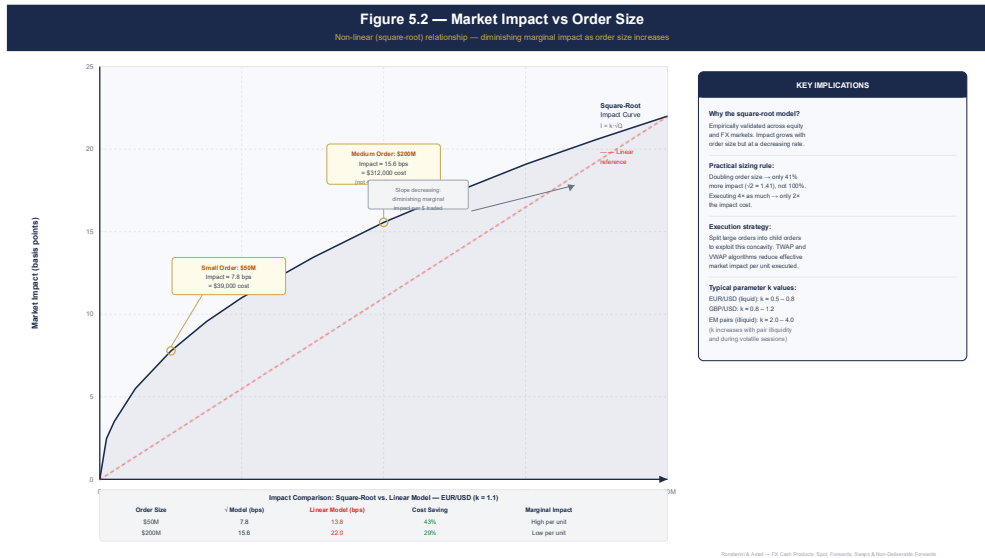 Figure 5.2 — Market Impact vs Order Size
Non-linear (square-root) relationship — diminishing marginal impact as order size increases
Market Impact (basis points)
25
20
15
10
5
0
Square-Root
Impact Curve
I = k·√Q
Linear
reference
Medium Order: $200M
Impact = 15.6 bps
= $312,000 cost
(not
Slope decreasing:
diminishing marginal
impact per $ traded
Small Order: $50M
Impact = 7.8 bps
= $39,000 cost
0M
Impact Comparison: Square-Root vs. Linear Model — EUR/USD (k = 1.1)
Order Size √ Model (bps) Linear Model (bps) Cost Saving Marginal Impact
$50M 7.8 13.8 43% High per unit
$200M 15.6 22.0 29% Low per unit
KEY IMPLICATIONS
Why the square-root model?
Empirically validated across equity
and FX markets. Impact grows with
order size but at a decreasing rate.
Practical sizing rule:
Doubling order size → only 41%
more impact (√2 = 1.41), not 100%.
Executing 4× as much → only 2×
the impact cost.
Execution strategy:
Split large orders into child orders
to exploit this concavity. TWAP and
VWAP algorithms reduce effective
market impact per unit executed.
Typical parameter k values:
EUR/USD (liquid): k = 0.5 – 0.8
GBP/USD: k = 0.8 – 1.2
EM pairs (illiquid): k = 2.0 – 4.0
(k increases with pair illiquidity
and during volatile sessions)
— FX Cash Products: Spot, Forwards, Swaps & Non-Deliverable Forwards